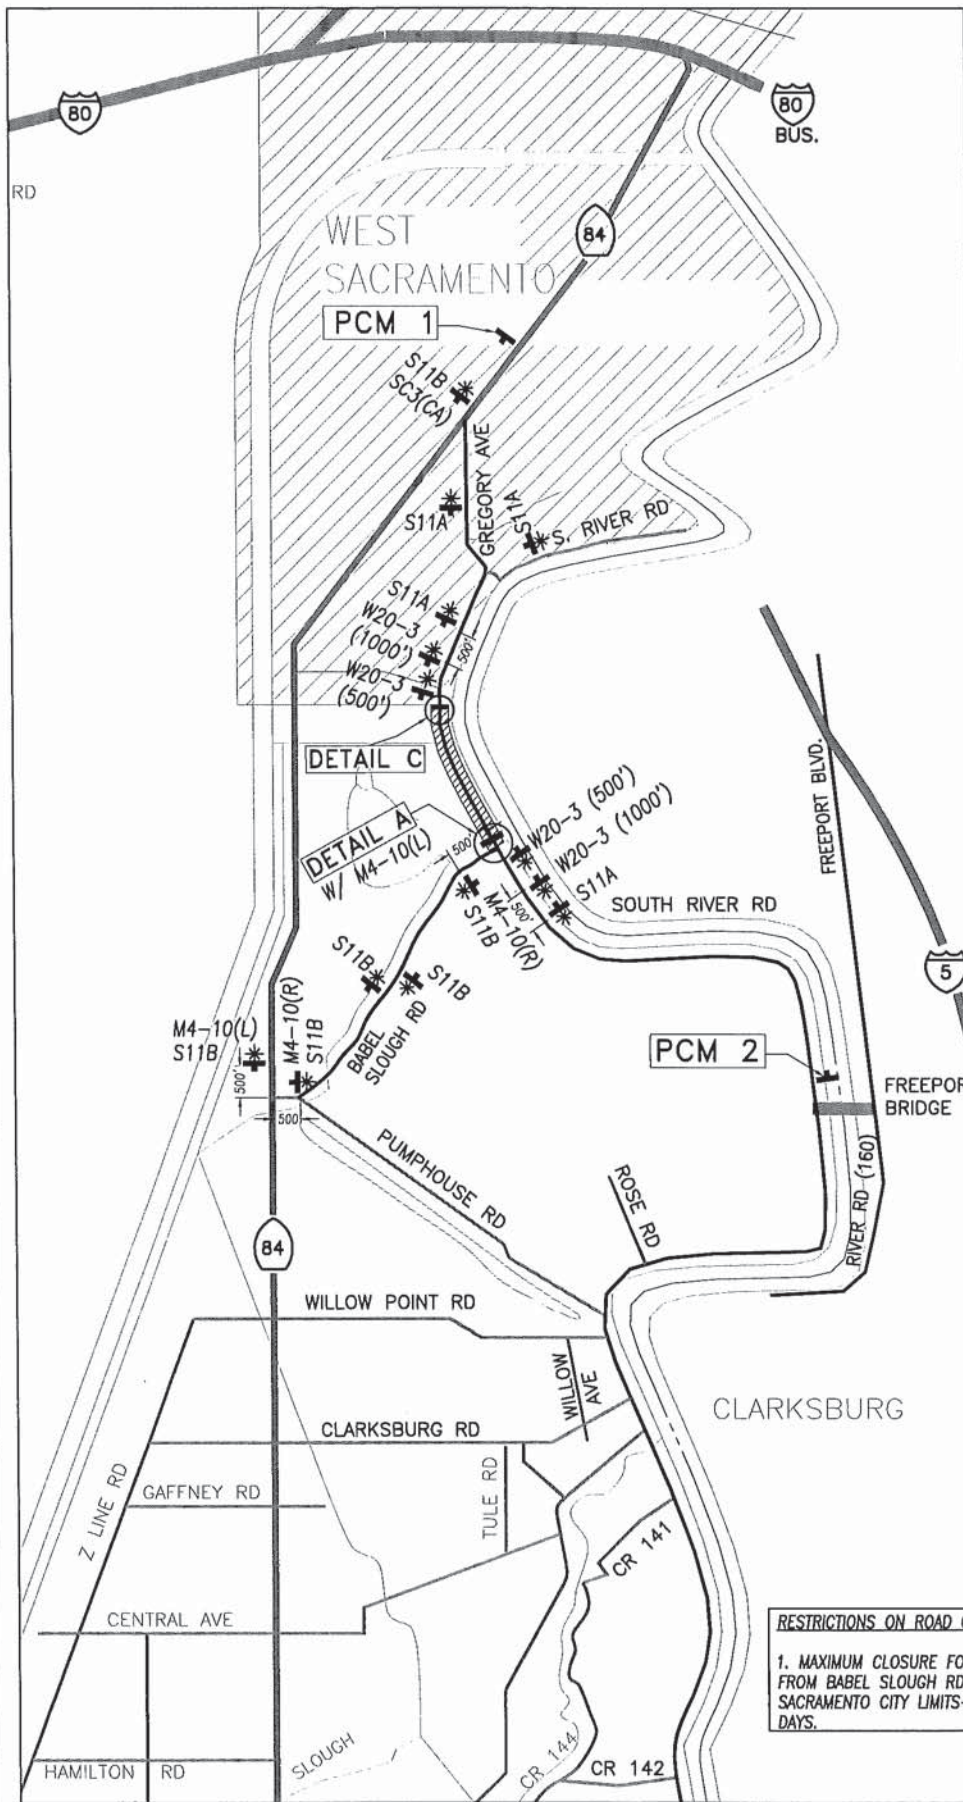 80
80
BUS.
RD
84
WEST
SACRAMENTO
PCM 1
S11B
SC3(CA)
GREGORY AVE
S11A
S11A
S. RIVER RD
S11A
W20-3
(1000')
500'
W20-3
(500')
DETAIL C
FREEPORT BLVD.
W20-3 (500')
W20-3 (1000')
DETAIL A
W/ M4-10(L)
500'
S11A
M4-10(R)
S11B
500'
SOUTH RIVER RD
5
S11B
S11B
M4-10(L)
S11B
M4-10(R)
S11B
BABEL
SLOUGH RD
500'
500
PCM 2
FREEPOR
BRIDGE
PUMPHOUSE RD
RIVER RD (160)
ROSE RD
84
WILLOW POINT RD
WILLOW
AVE
CLARKSBURG
CLARKSBURG RD
Z LINE RD
GAFFNEY RD
TULE RD
CR 141
CENTRAL AVE
RESTRICTIONS ON ROAD
1. MAXIMUM CLOSURE FO
FROM BABEL SLOUGH RD
SACRAMENTO CITY LIMITS-
DAYS.
HAMILTON RD
SLOUGH
CR 144
CR 142